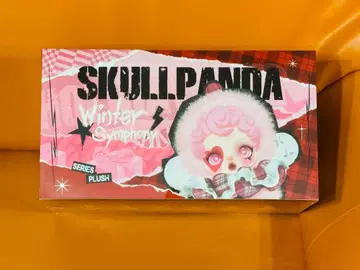 SKULLPANDA
Winter
Symphony
SERIES
PLUSH